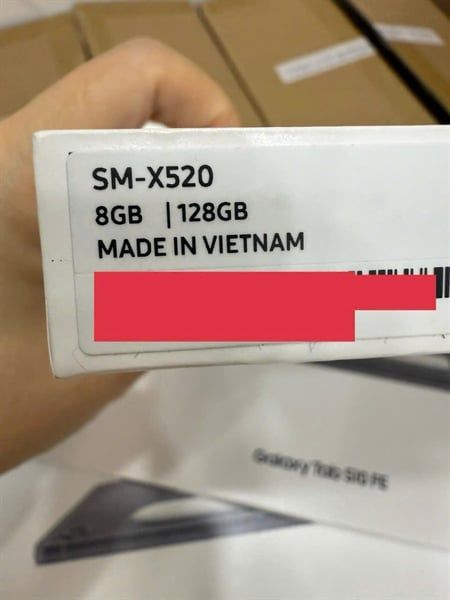 SM-X520
8GB | 128GB
MADE IN VIETNAM
Galaxy Tab S10 FE